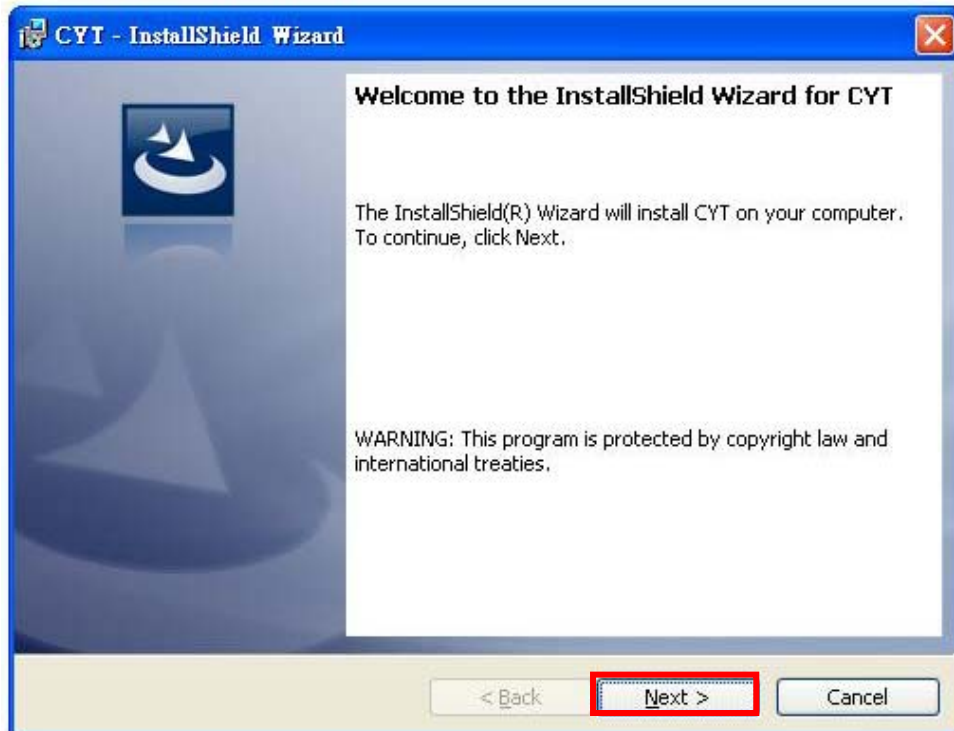 CYT - InstallShield Wizard
Welcome to the InstallShield Wizard for CYT
The InstallShield(R) Wizard will install CYT on your computer.
To continue, click Next.
WARNING: This program is protected by copyright law and
international treaties.
< Back
Next >
Cancel